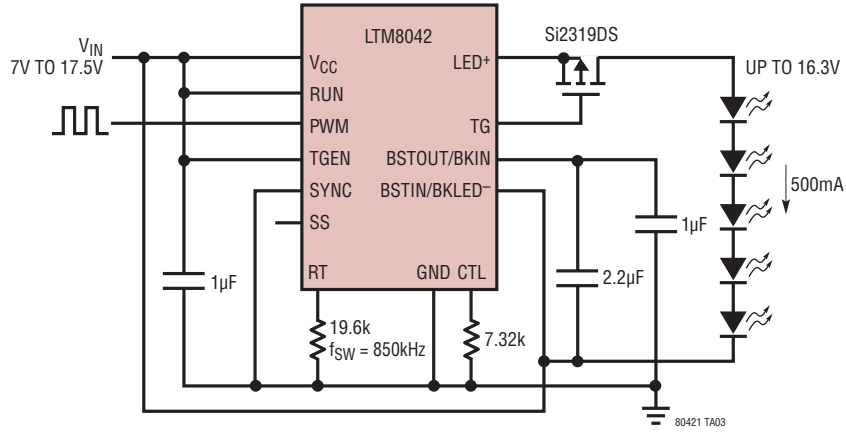 LTM8042
Si2319DS
VIN
7V TO 17.5V
VCC
LED+
UP TO 16.3V
RUN
PWM
TG
TGEN
BSTOUT/BKIN
SYNC
BSTIN/BKLED–
500mA
SS
1µF
RT
GND
CTL
1µF
2.2µF
19.6k
fSW = 850kHz
7.32k
80421 TA03